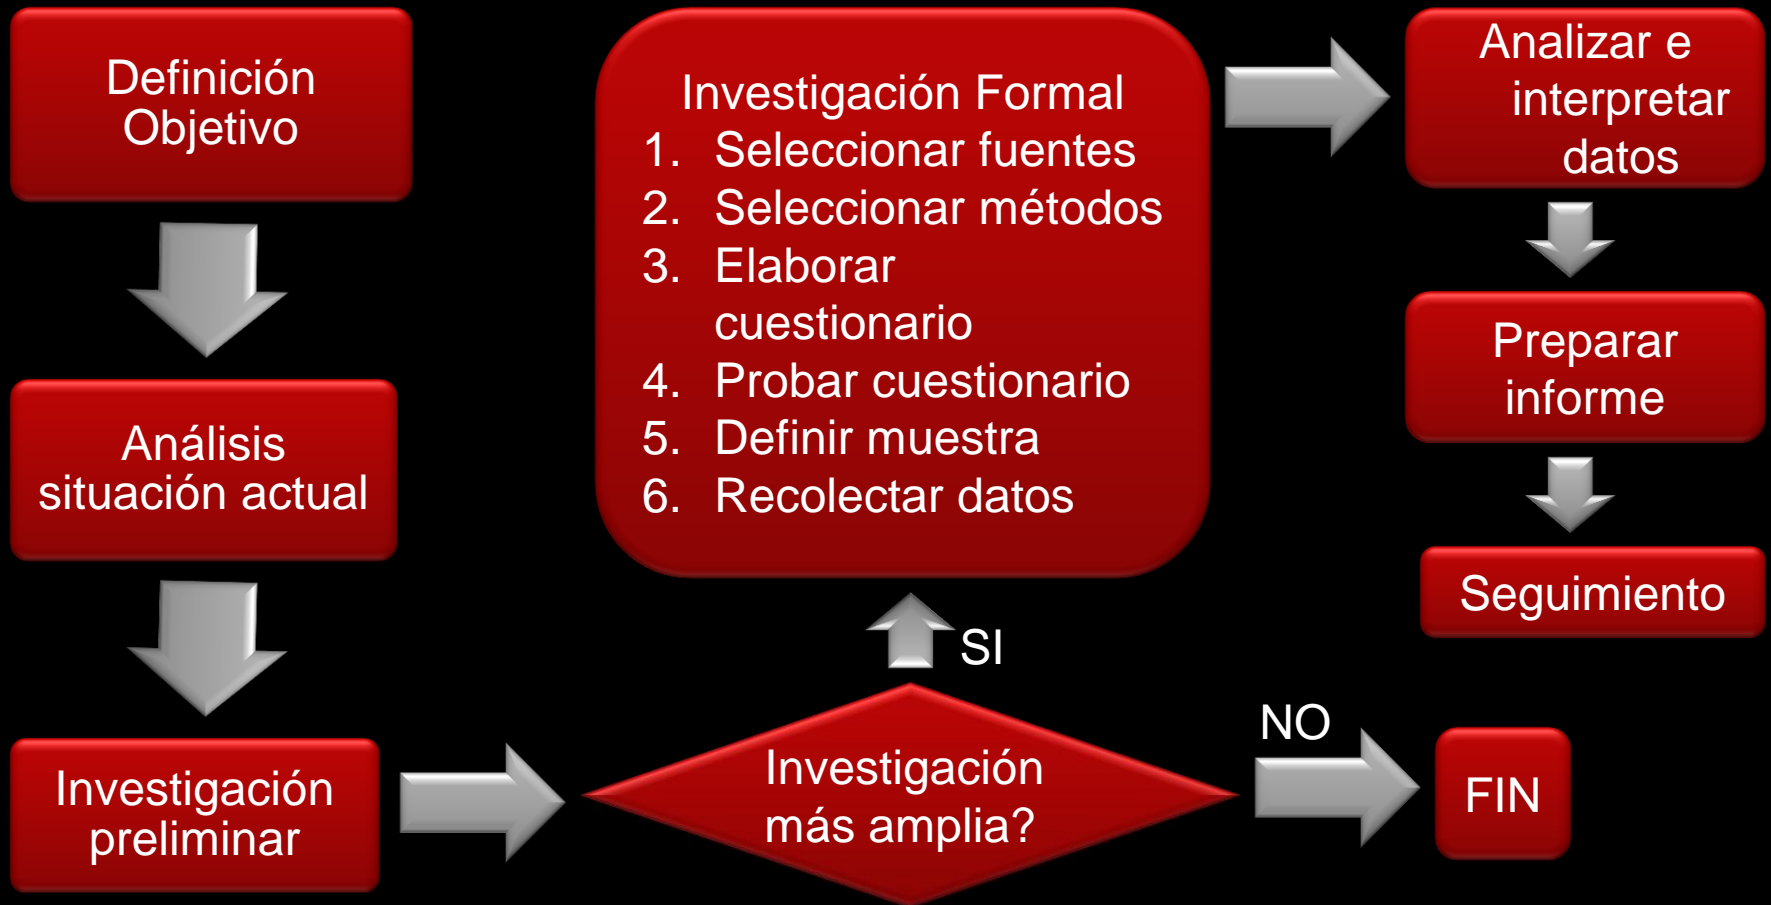 Definición
Objetivo
Análisis
situación actual
Investigación
preliminar
Investigación
más amplia?
SI
NO
FIN
Investigación Formal
1. Seleccionar fuentes
2. Seleccionar métodos
3. Elaborar
cuestionario
4. Probar cuestionario
5. Definir muestra
6. Recolectar datos
Analizar e
interpretar
datos
Preparar
informe
Seguimiento